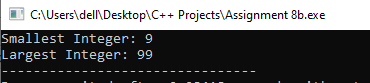 C:\Users\dell\Desktop\C++ Projects\Assignment 8b.exe
Smallest Integer: 9
Largest Integer: 99
--------------------------------